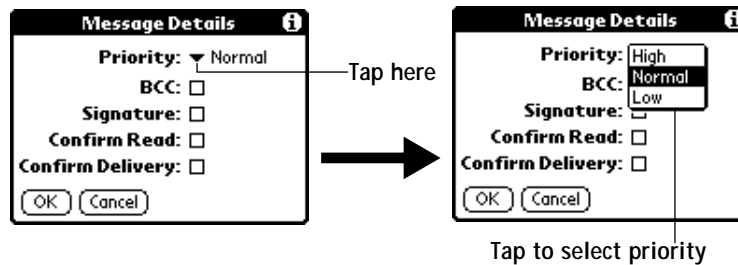 Message Details i
Priority: Normal
BCC:
Signature:
Confirm Read:
Confirm Delivery:
OK Cancel
Tap here
Message Details i
Priority: High
Normal
Low
BCC:
Signature:
Confirm Read:
Confirm Delivery:
OK Cancel
Tap to select priority